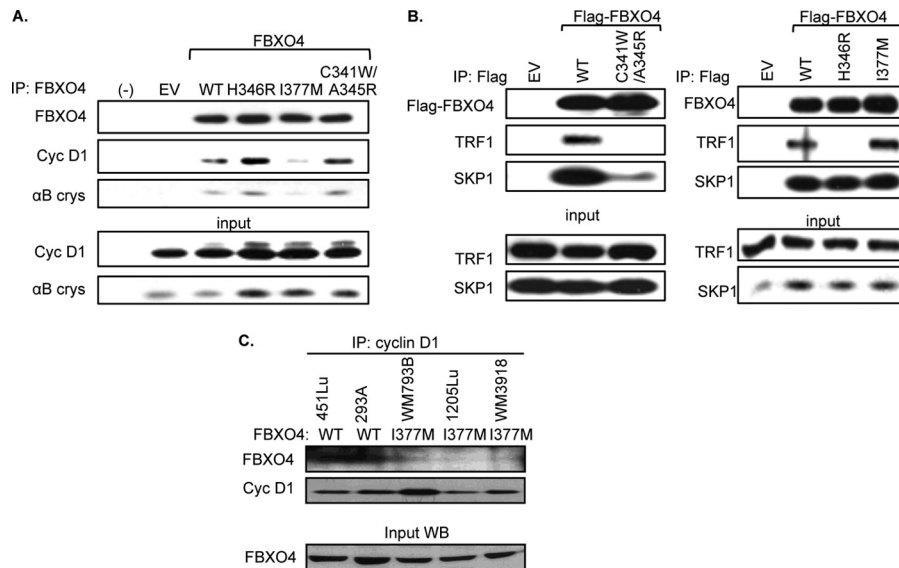 A.
FBXO4
IP: FBXO4 (-) EV WT H346R I377M C341W/A345R
FBXO4
Cyc D1
αB crys
input
Cyc D1
αB crys
B.
Flag-FBXO4
IP: Flag EV WT C341W/A345R
Flag-FBXO4
TRF1
SKP1
input
TRF1
SKP1
Flag-FBXO4
IP: Flag EV WT H346R I377M
FBXO4
TRF1
SKP1
input
TRF1
SKP1
C.
IP: cyclin D1
451Lu 293A WM793B 1205Lu WM3918
FBXO4: WT WT I377M I377M I377M
FBXO4
Cyc D1
Input WB
FBXO4